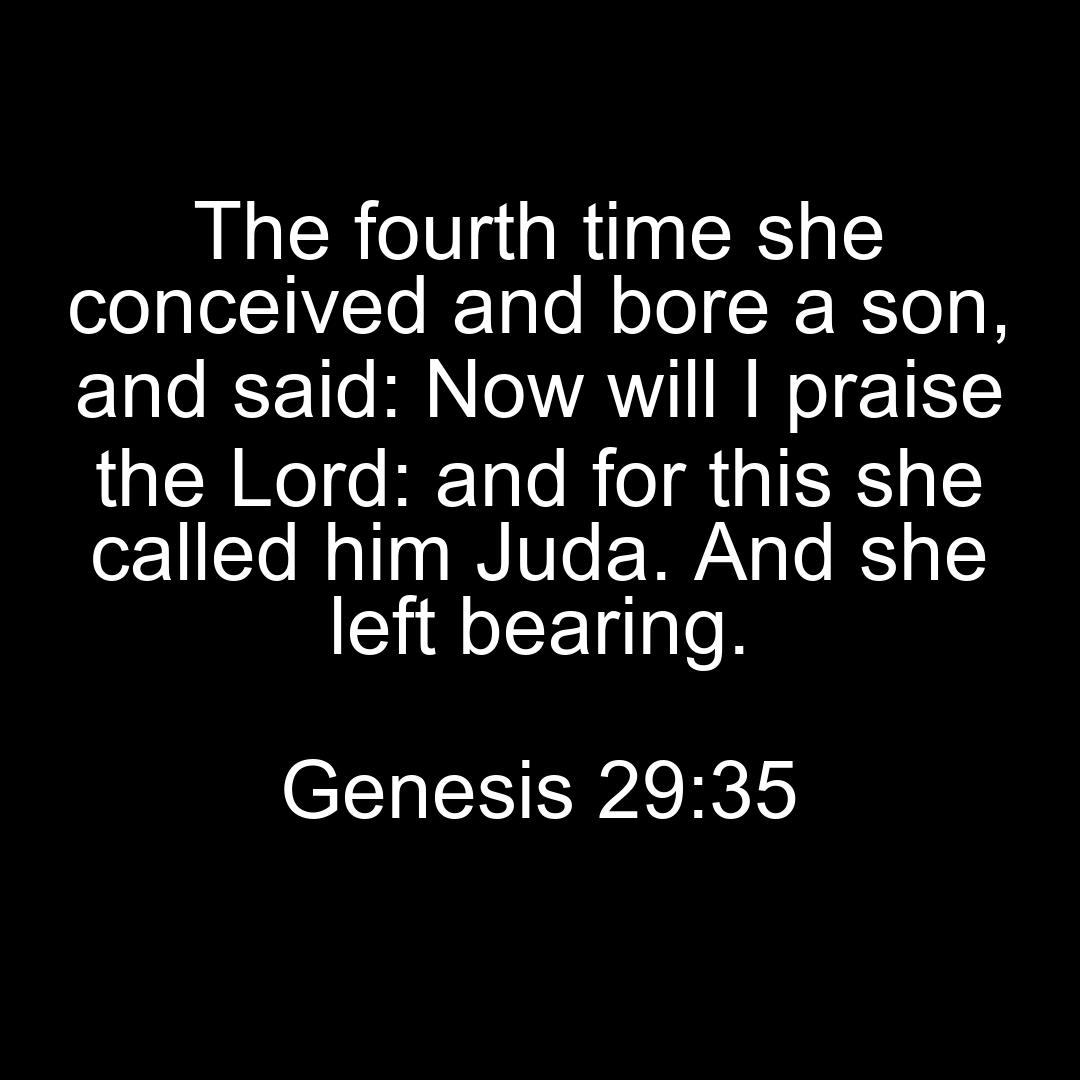 The fourth time she
conceived and bore a son,
and said: Now will I praise
the Lord: and for this she
called him Juda. And she
left bearing.
Genesis 29:35